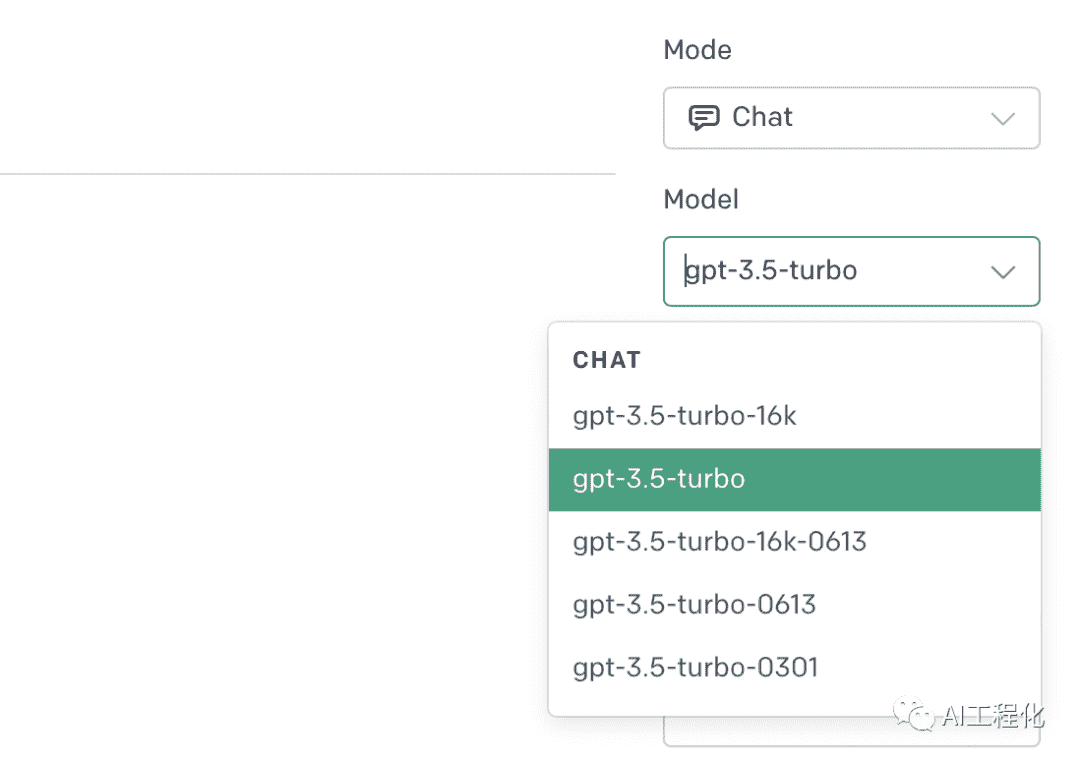 Mode
Chat
Model
gpt-3.5-turbo
CHAT
gpt-3.5-turbo-16k
gpt-3.5-turbo
gpt-3.5-turbo-16k-0613
gpt-3.5-turbo-0613
gpt-3.5-turbo-0301
AI工程化